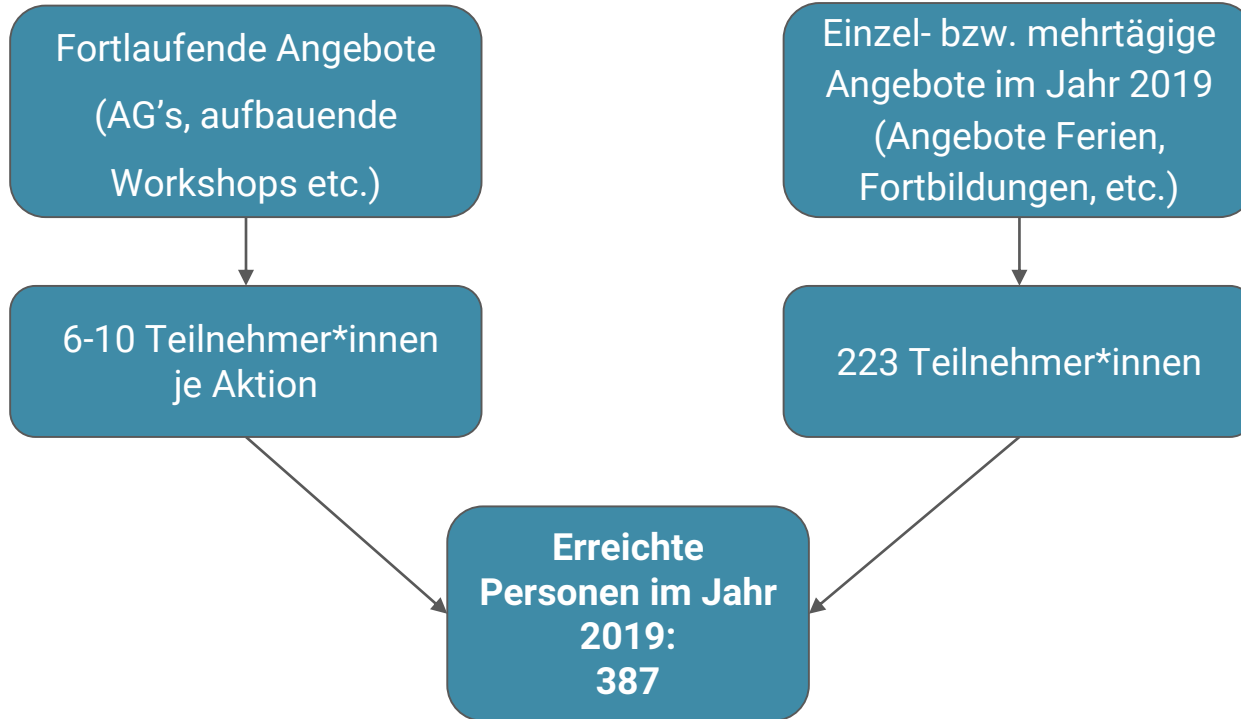 Fortlaufende Angebote
(AG’s, aufbauende
Workshops etc.)
Einzel- bzw. mehrtägige
Angebote im Jahr 2019
(Angebote Ferien,
Fortbildungen, etc.)
6-10 Teilnehmer*innen
je Aktion
223 Teilnehmer*innen
Erreichte
Personen im Jahr
2019:
387